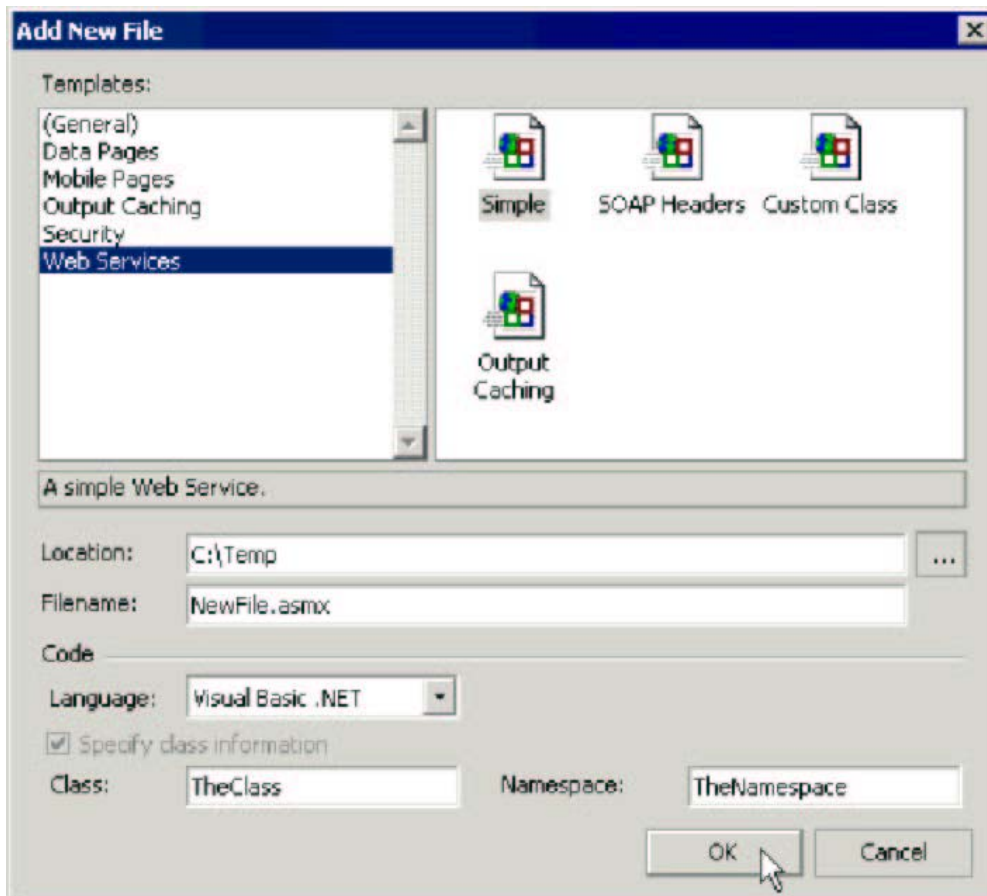 Add New File
Templates:
(General)
Data Pages
Mobile Pages
Output Caching
Security
Web Services
Simple
SOAP Headers
Custom Class
Output
Caching
A simple Web Service.
Location:
C:\Temp
...
Filename:
NewFile.asmx
Code
Language:
Visual Basic .NET
Specify class information
Class:
TheClass
Namespace:
TheNamespace
OK
Cancel